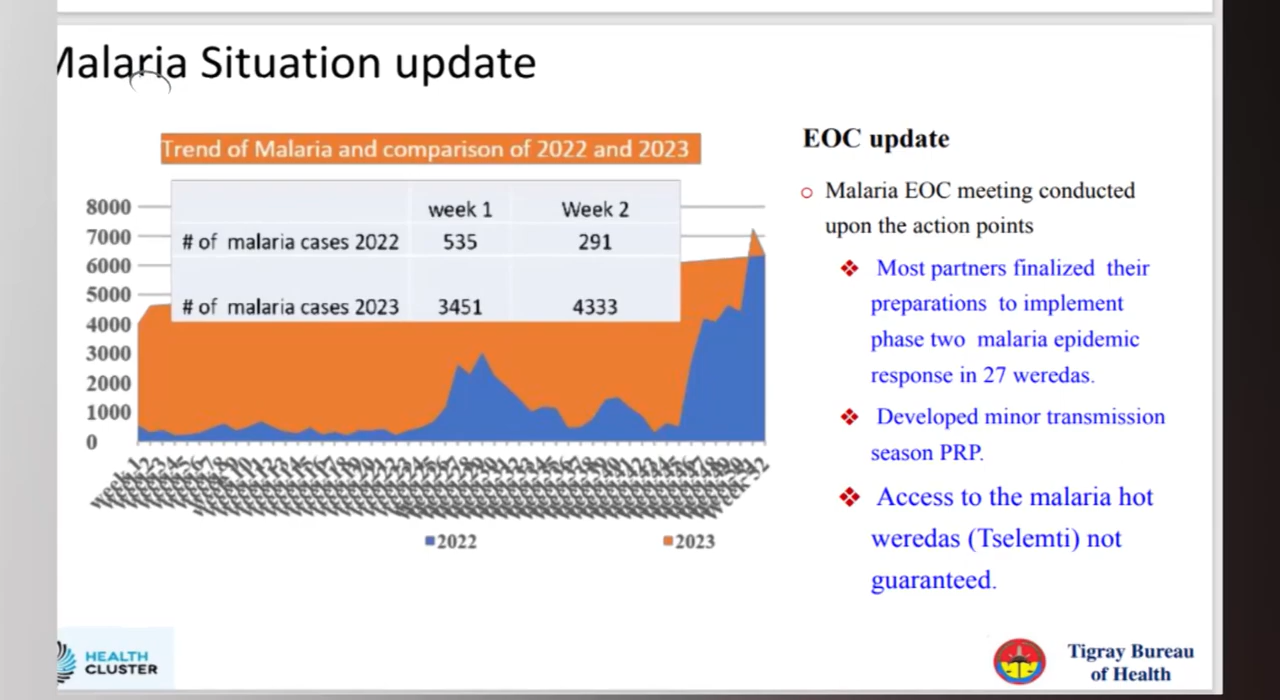 Malaria Situation update
Trend of Malaria and comparison of 2022 and 2023
week 1 Week 2
# of malaria cases 2022 535 291
# of malaria cases 2023 3451 4333
8000
7000
6000
5000
4000
3000
2000
1000
0
2022 2023
EOC update
Malaria EOC meeting conducted
upon the action points
Most partners finalized their
preparations to implement
phase two malaria epidemic
response in 27 weredas.
Developed minor transmission
season PRP.
Access to the malaria hot
weredas (Tselemti) not
guaranteed.
HEALTH
CLUSTER
Tigray Bureau
of Health